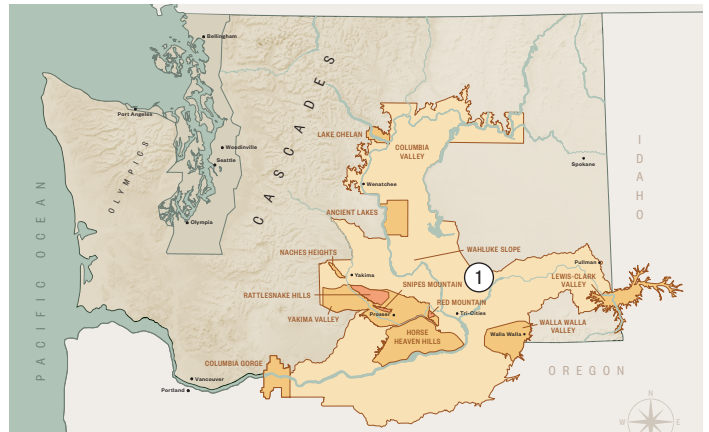 Bellingham
Port Angeles
Woodinville
Seattle
OLYMPICS
Olympia
CASCADES
PACIFIC OCEAN
LAKE CHELAN
COLUMBIA
VALLEY
Wenatchee
Spokane
IDAHO
ANCIENT LAKES
NACHES HEIGHTS
Yakima
WAHLUKE SLOPE
Pullman
1
LEWIS-CLARK
VALLEY
RATTLESNAKE HILLS
SNIPES MOUNTAIN
RED MOUNTAIN
YAKIMA VALLEY
Prosser
Tri-Cities
HORSE
HEAVEN HILLS
Walla Walla
WALLA WALLA
VALLEY
COLUMBIA GORGE
Vancouver
Portland
OREGON
N
W
E